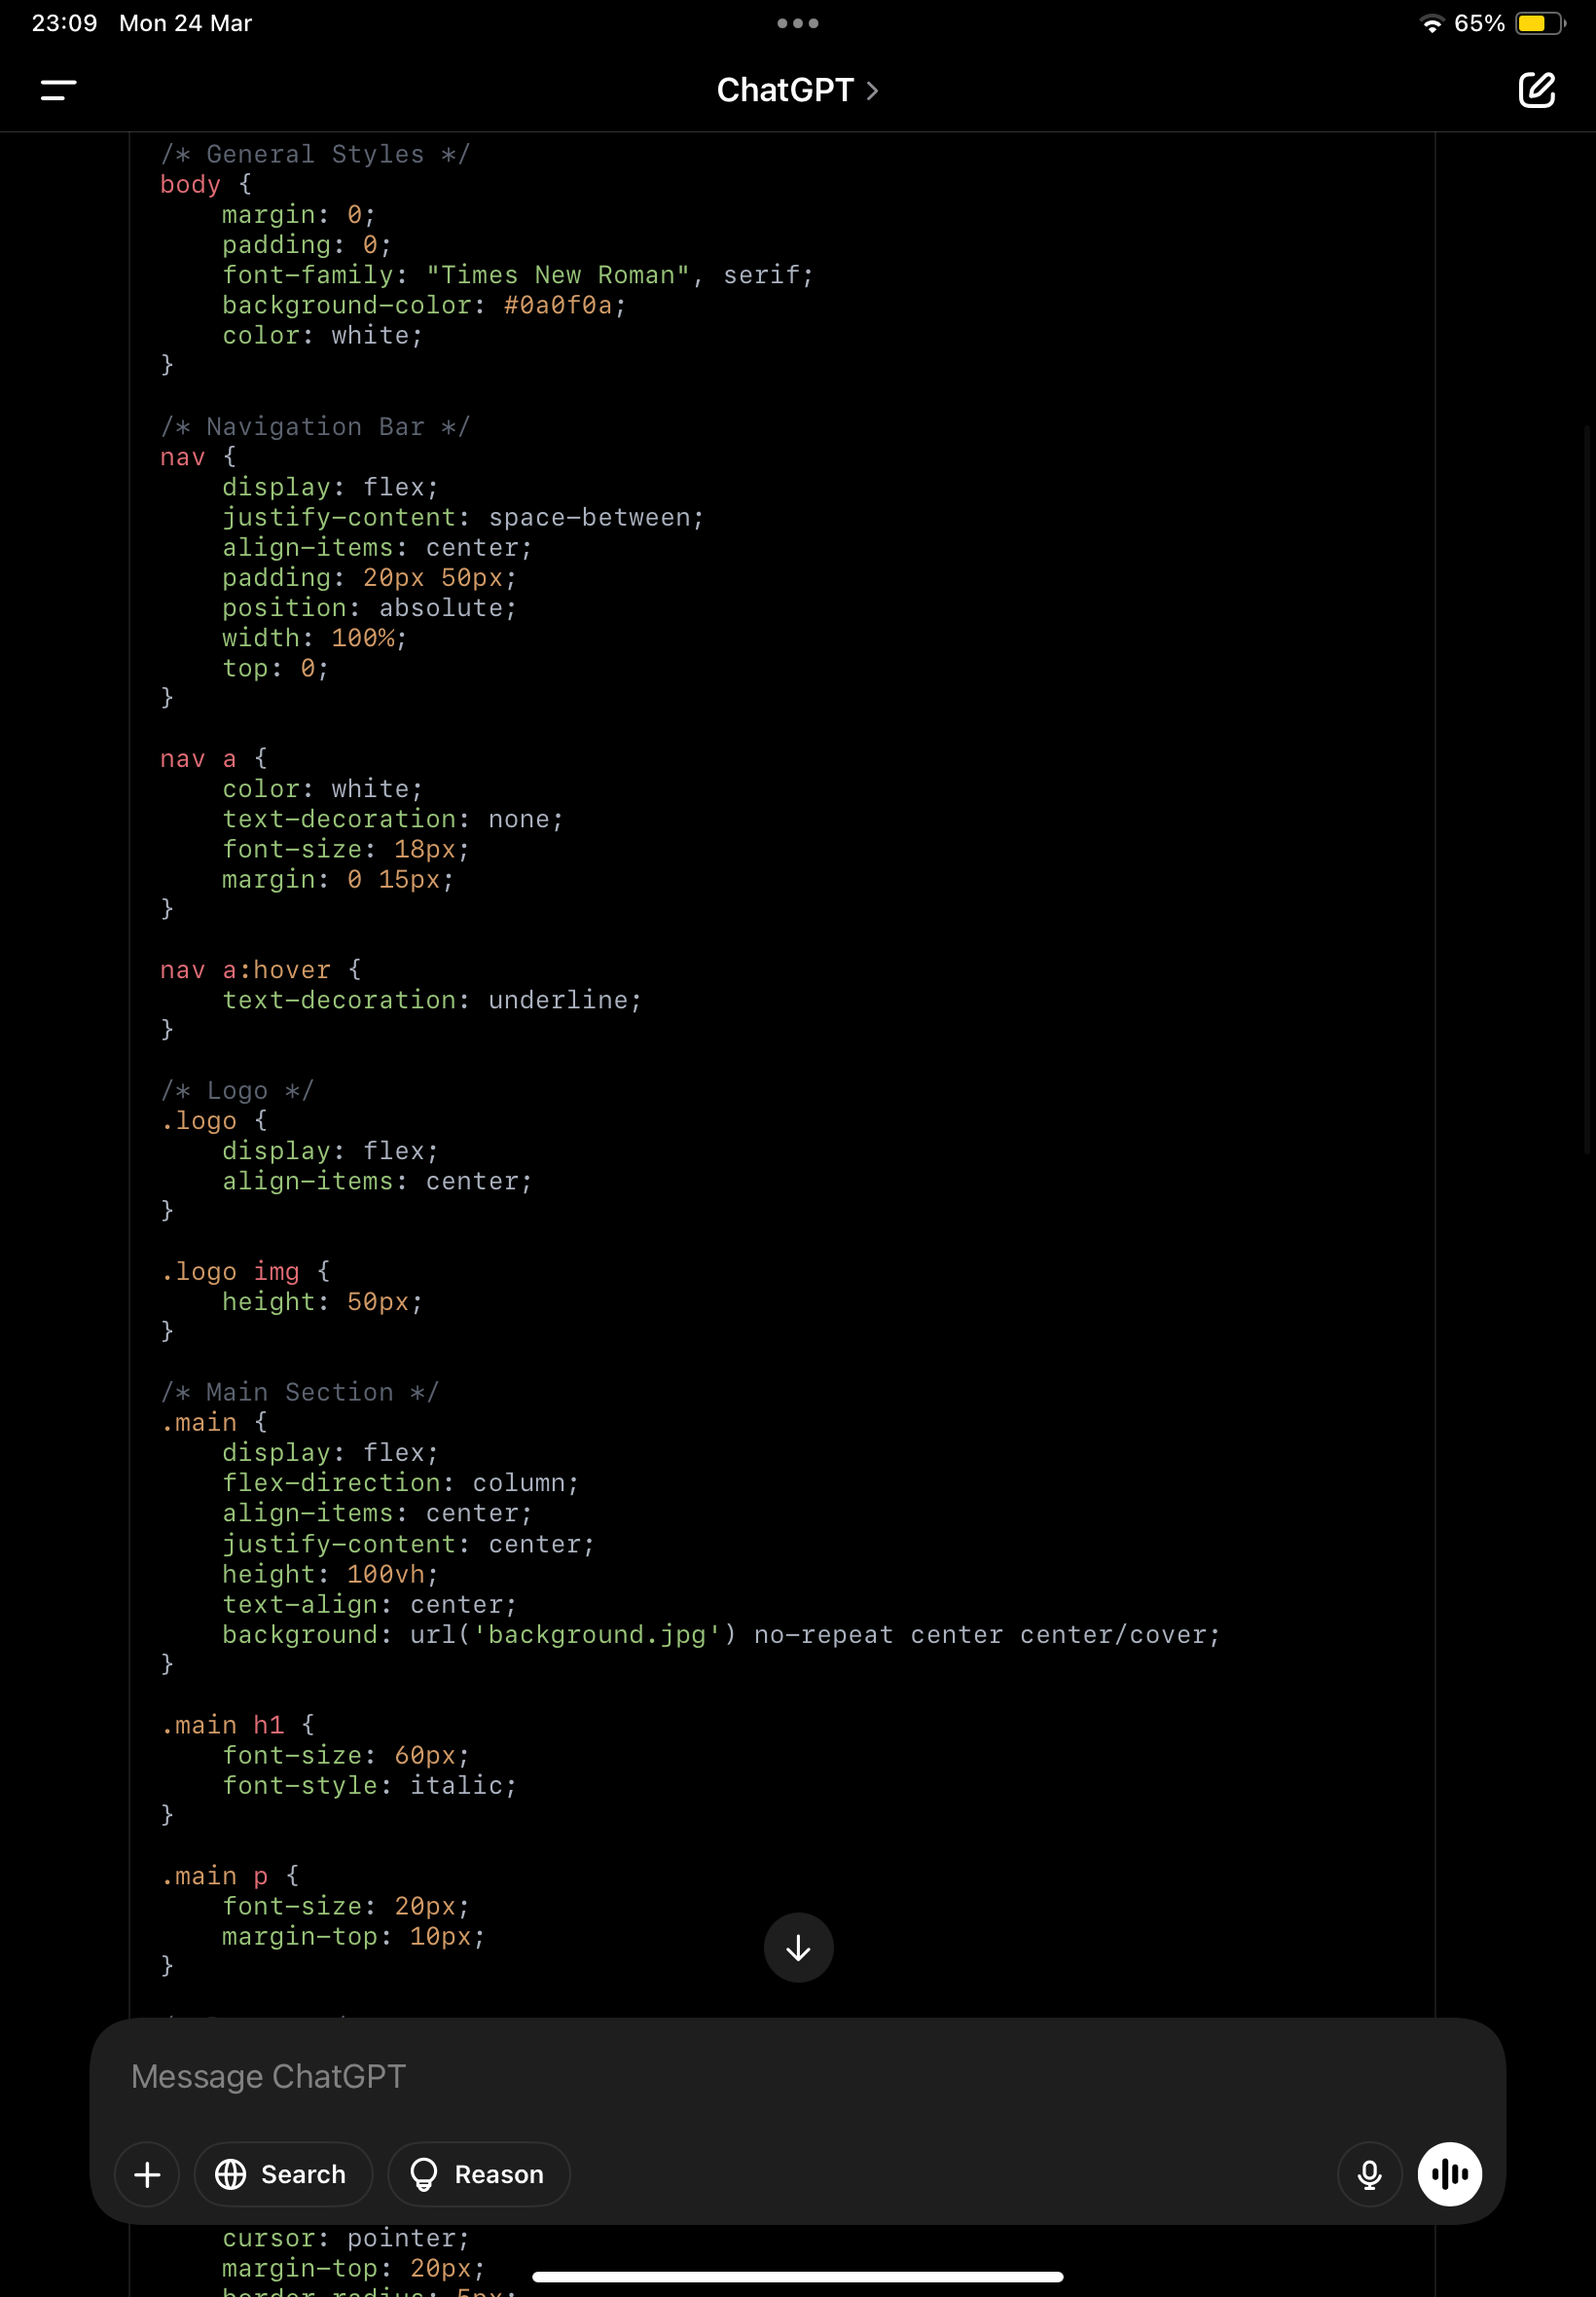 23:09 Mon 24 Mar
65%
ChatGPT
/* General Styles */
body {
    margin: 0;
    padding: 0;
    font-family: "Times New Roman", serif;
    background-color: #0a0f0a;
    color: white;
}
/* Navigation Bar */
nav {
    display: flex;
    justify-content: space-between;
    align-items: center;
    padding: 20px 50px;
    position: absolute;
    width: 100%;
    top: 0;
}
nav a {
    color: white;
    text-decoration: none;
    font-size: 18px;
    margin: 0 15px;
}
nav a:hover {
    text-decoration: underline;
}
/* Logo */
.logo {
    display: flex;
    align-items: center;
}
.logo img {
    height: 50px;
}
/* Main Section */
.main {
    display: flex;
    flex-direction: column;
    align-items: center;
    justify-content: center;
    height: 100vh;
    text-align: center;
    background: url('background.jpg') no-repeat center center/cover;
}
.main h1 {
    font-size: 60px;
    font-style: italic;
}
.main p {
    font-size: 20px;
    margin-top: 10px;
}
Message ChatGPT
Search
Reason
    cursor: pointer;
    margin-top: 20px;
    border-radius: 5px;